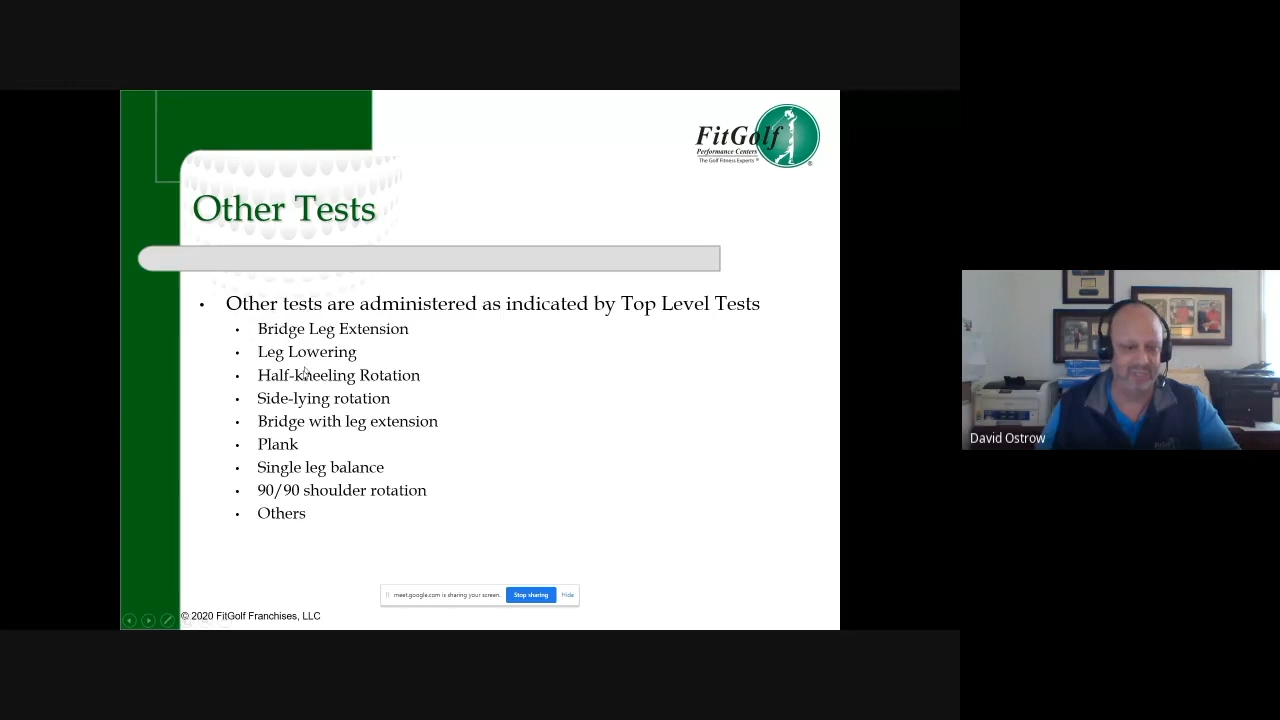 FitGolf
Performance Centers
The Golf Fitness Experts
®
Other Tests
• Other tests are administered as indicated by Top Level Tests
• Bridge Leg Extension
• Leg Lowering
• Half-kneeling Rotation
• Side-lying rotation
• Bridge with leg extension
• Plank
• Single leg balance
• 90/90 shoulder rotation
• Others
David Ostrow
meet.google.com is sharing your screen.
Stop sharing
Hide
© 2020 FitGolf Franchises, LLC